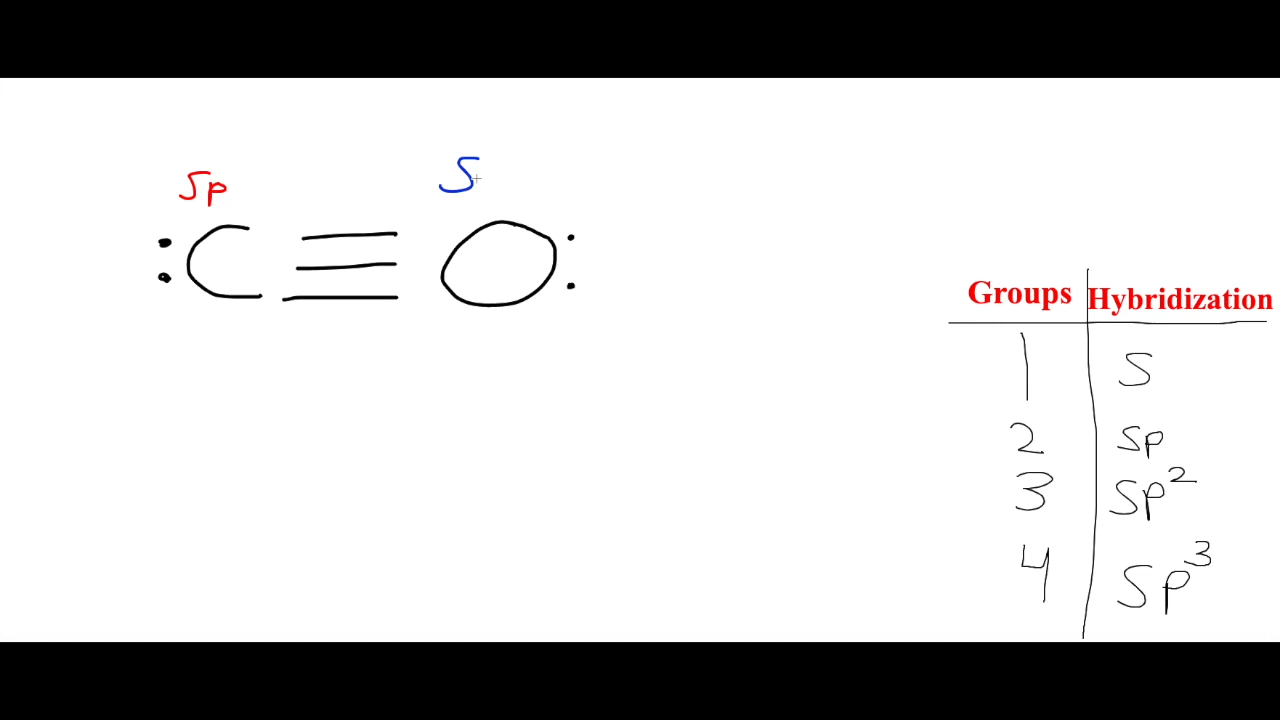 Sp S
:C≡O:
Groups Hybridization
1 S
2 Sp
3 Sp²
4 Sp³